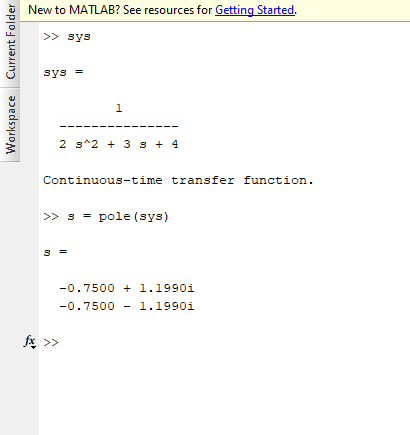 New to MATLAB? See resources for Getting Started.
Current Folder
Workspace
>> sys
sys =
1
---------------
2 s^2 + 3 s + 4
Continuous-time transfer function.
>> s = pole(sys)
s =
-0.7500 + 1.1990i
-0.7500 - 1.1990i
fx >>